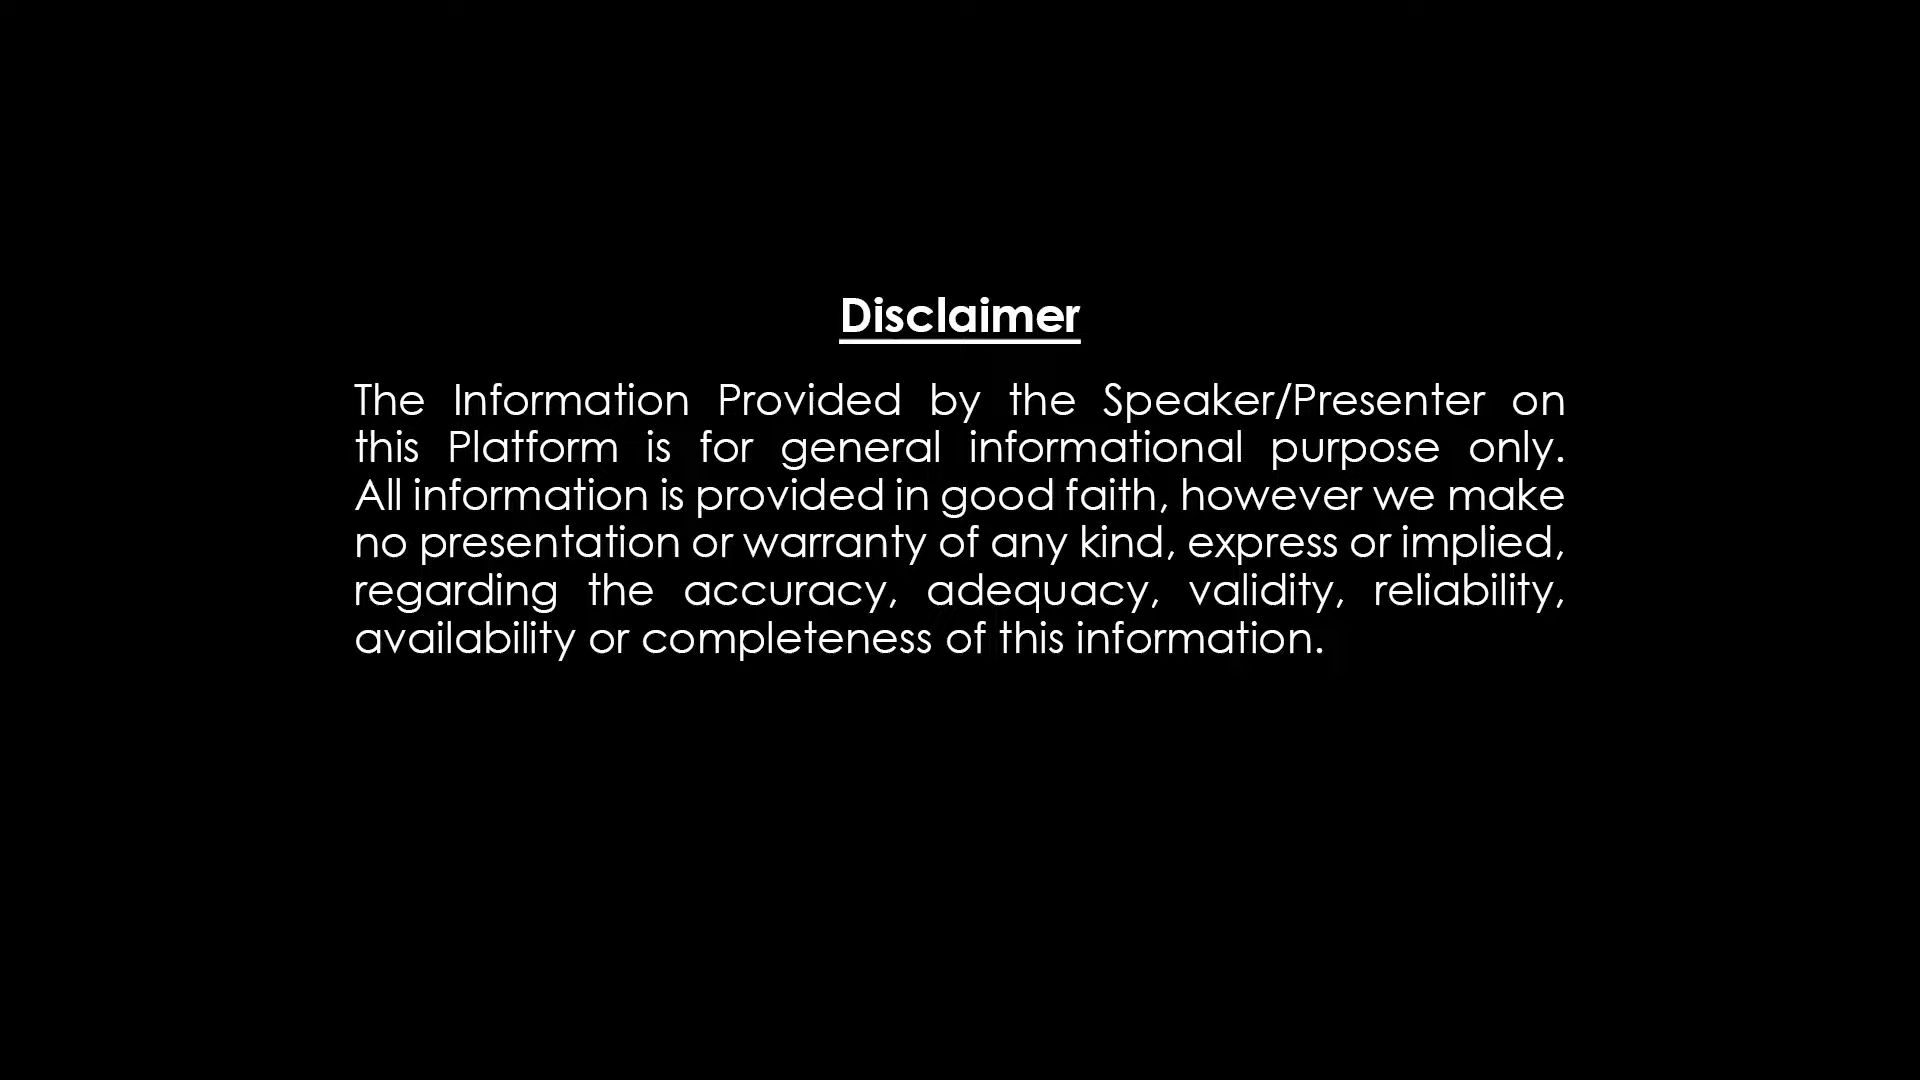 Disclaimer
The Information Provided by the Speaker/Presenter on
this Platform is for general informational purpose only.
All information is provided in good faith, however we make
no presentation or warranty of any kind, express or implied,
regarding the accuracy, adequacy, validity, reliability,
availability or completeness of this information.